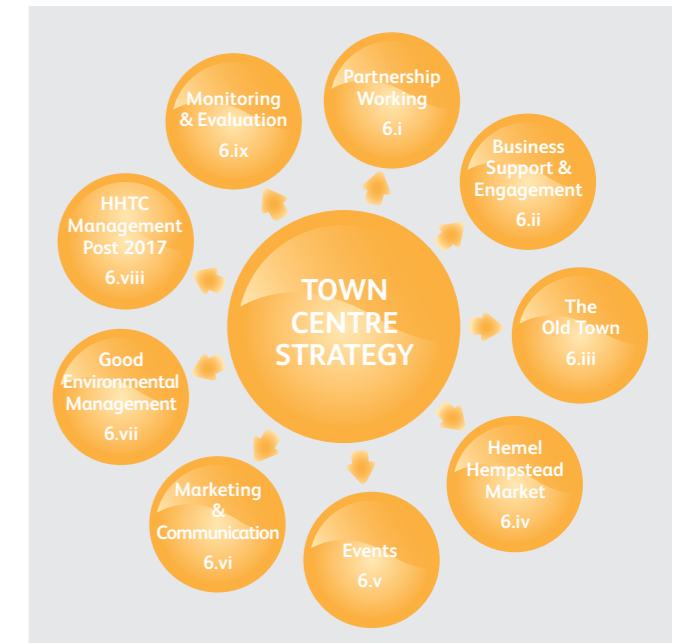 TOWN
CENTRE
STRATEGY
Partnership
Working
6.i
Business
Support &
Engagement
6.ii
The
Old Town
6.iii
Hemel
Hempstead
Market
6.iv
Events
6.v
Marketing
&
Communication
6.vi
Good
Environmental
Management
6.vii
HHTC
Management
Post 2017
6.viii
Monitoring
& Evaluation
6.ix